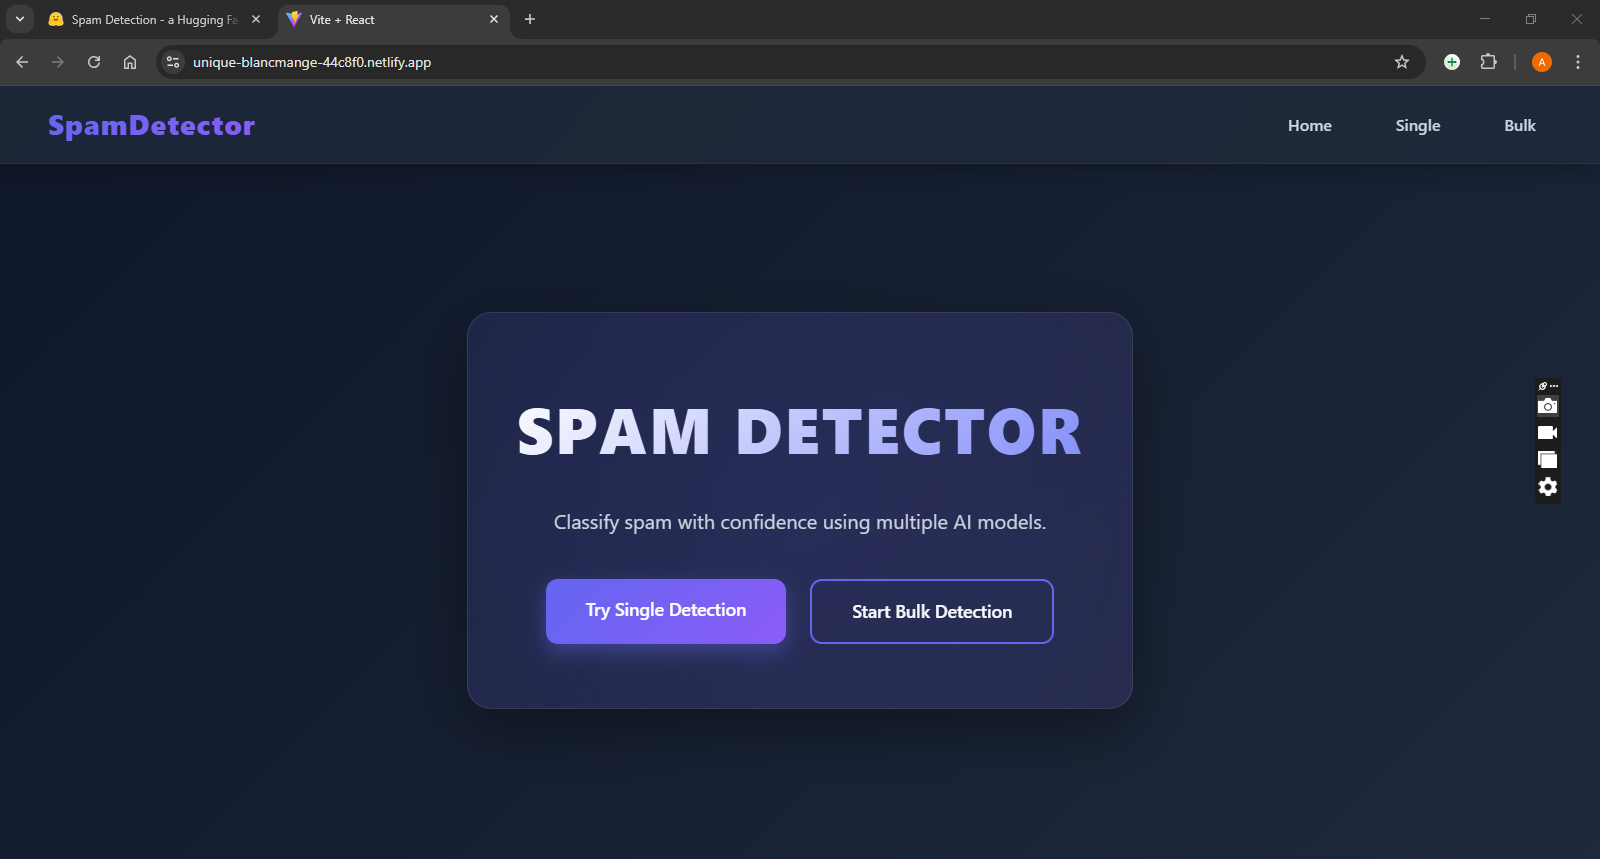 Spam Detection - a Hugging Fa
Vite + React
unique-blancmange-44c8f0.netlify.app
A
SpamDetector
Home
Single
Bulk
SPAM DETECTOR
Classify spam with confidence using multiple AI models.
Try Single Detection
Start Bulk Detection